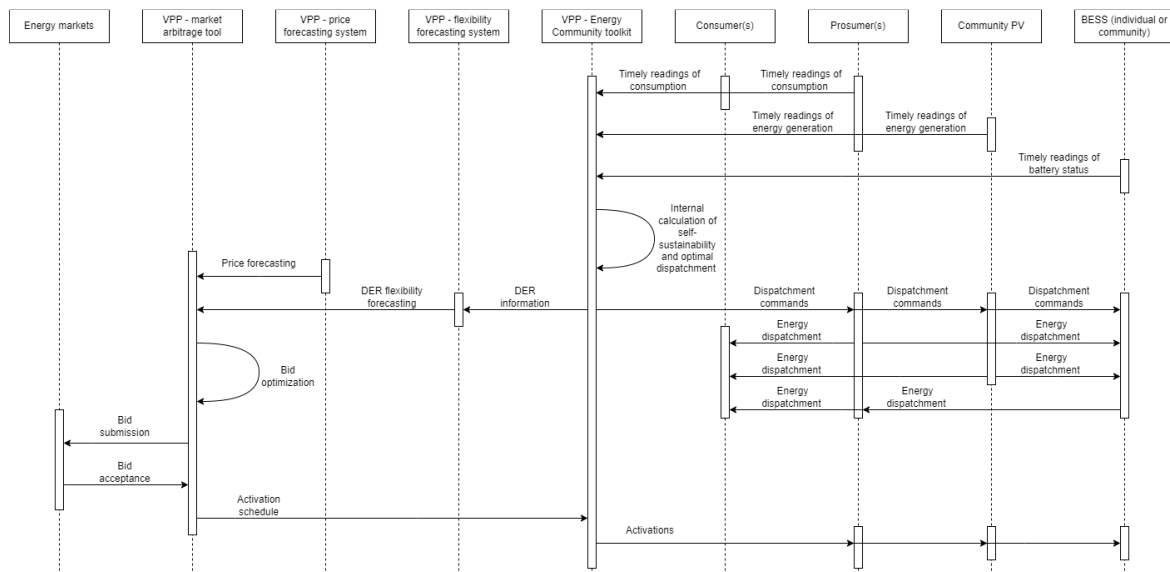 Energy markets
VPP - market
arbitrage tool
VPP - price
forecasting system
VPP - flexibility
forecasting system
VPP - Energy
Community toolkit
Consumer(s)
Prosumer(s)
Community PV
BESS (individual or
community)
Timely readings of
consumption
Timely readings of
consumption
Timely readings of
energy generation
Timely readings of
energy generation
Timely readings of
battery status
Internal
calculation of
self-
sustainability
and optimal
dispatchment
Price forecasting
DER flexibility
forecasting
DER
information
Dispatchment
commands
Dispatchment
commands
Dispatchment
commands
Energy
dispatchment
Energy
dispatchment
Bid
optimization
Energy
dispatchment
Energy
dispatchment
Energy
dispatchment
Energy
dispatchment
Bid
submission
Bid
acceptance
Activation
schedule
Activations